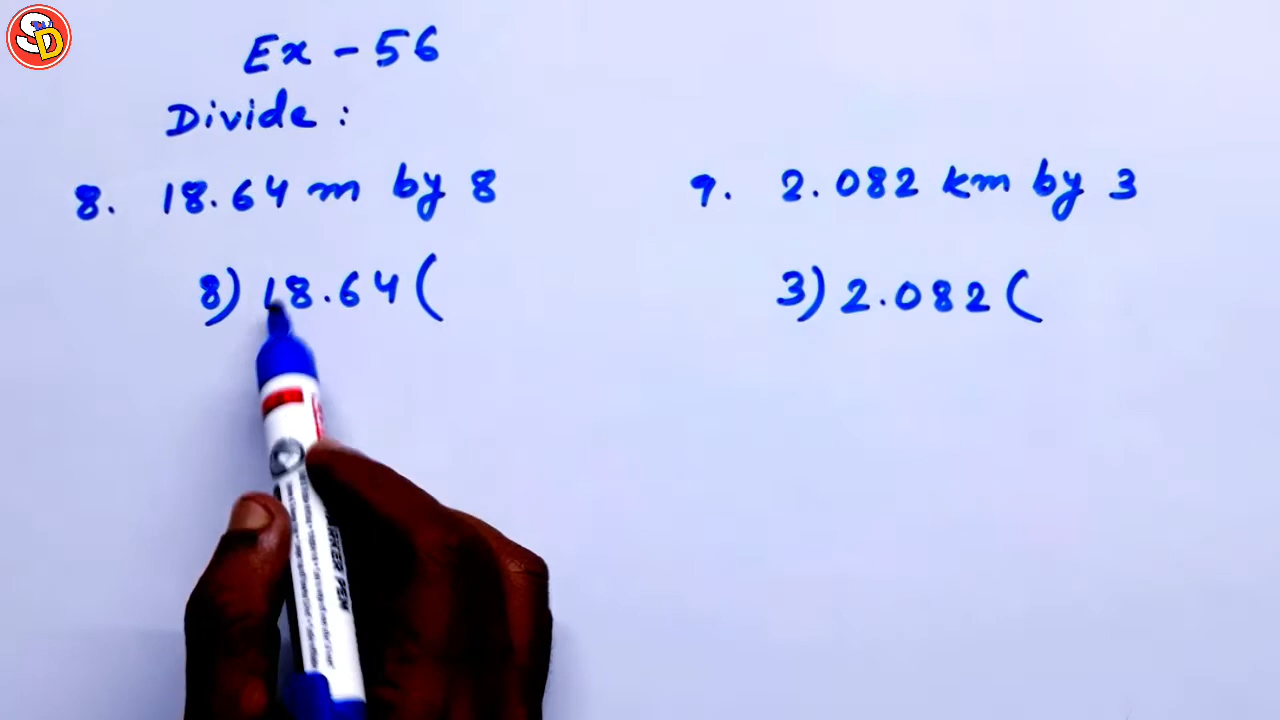 SD
Ex - 56
Divide :
8. 18.64 m by 8
8) 18.64 (
9. 2.082 km by 3
3) 2.082 (